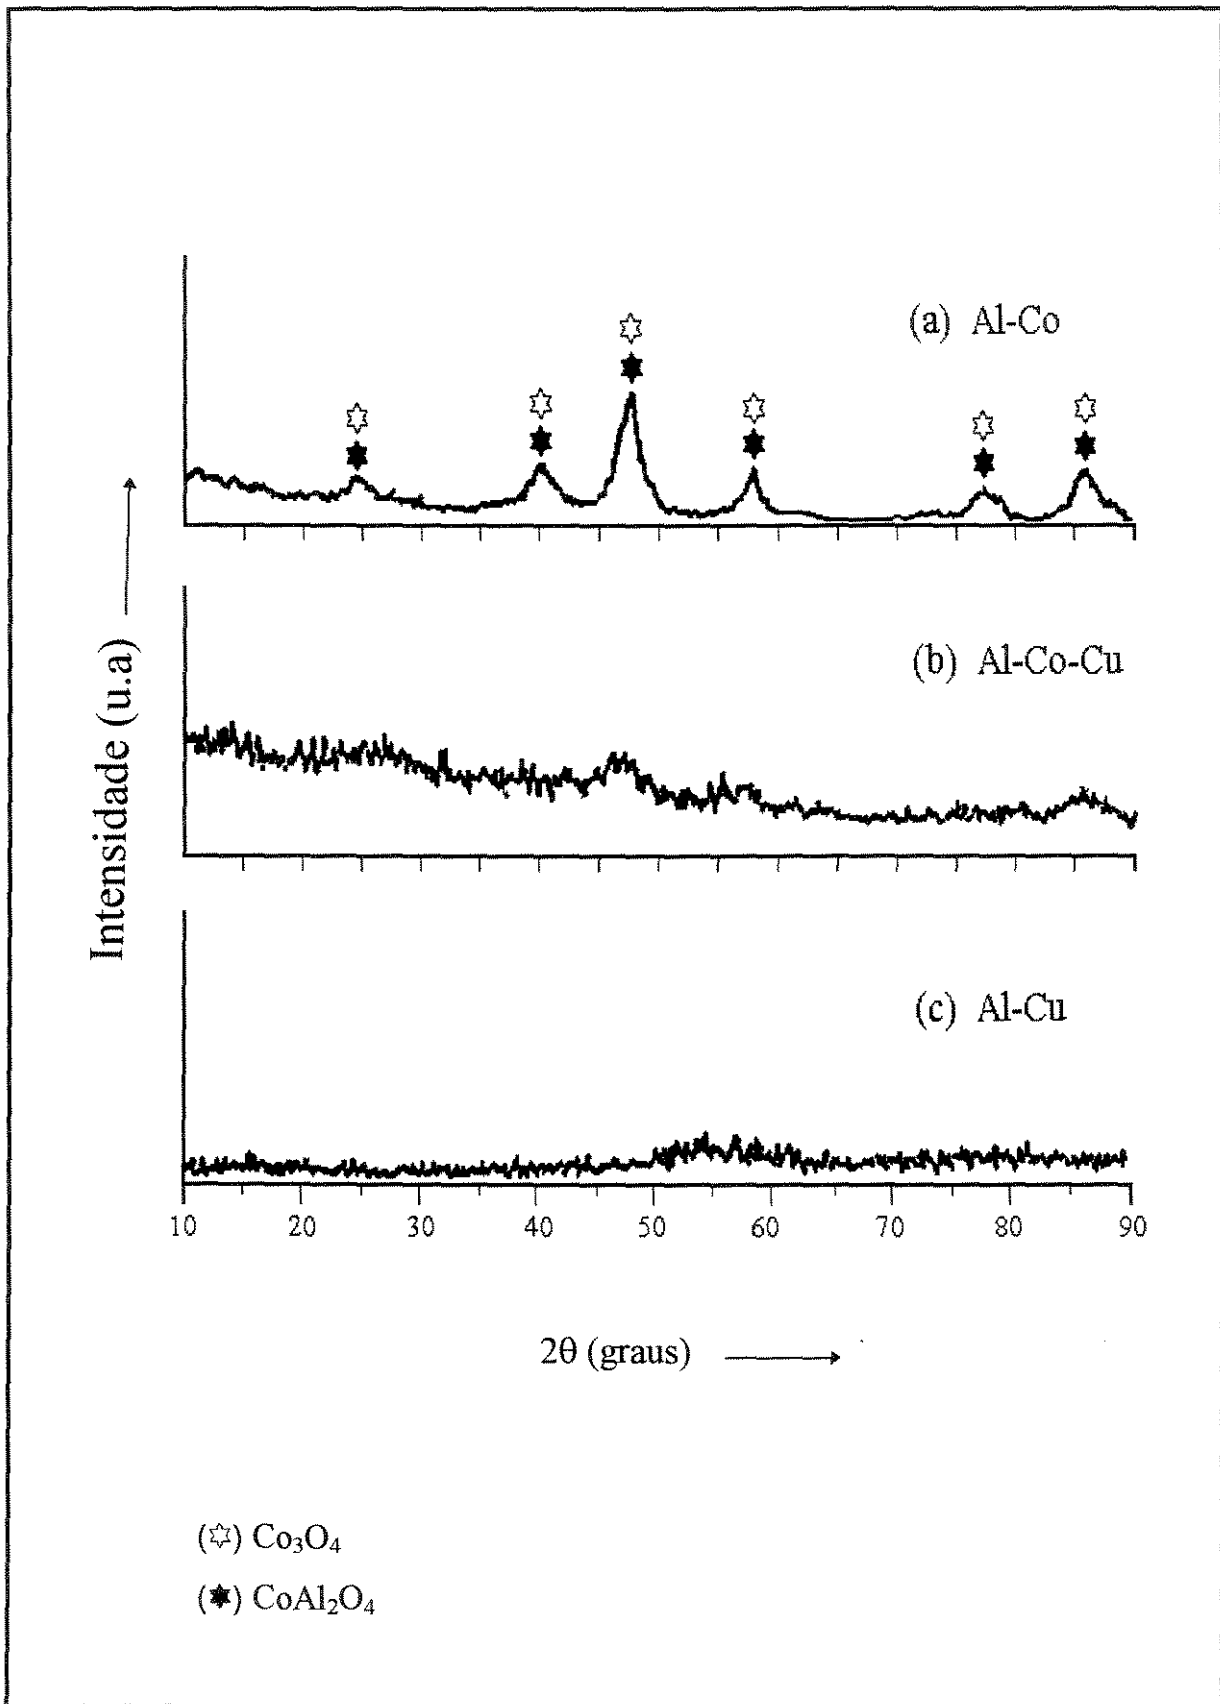 (a) Al-Co
(b) Al-Co-Cu
(c) Al-Cu
Intensidade (u.a)
10 20 30 40 50 60 70 80 90
2θ (graus)
(✡) Co₃O₄
(✶) CoAl₂O₄